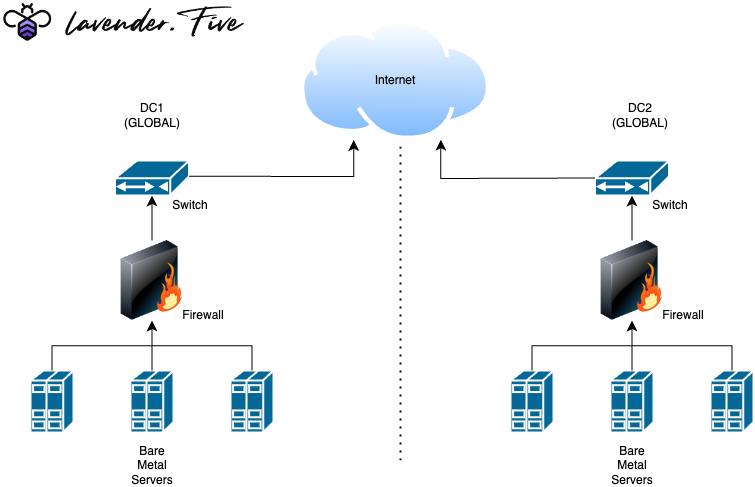 Lavender.Five
Internet
DC1
(GLOBAL)
DC2
(GLOBAL)
Switch
Switch
Firewall
Firewall
Bare
Metal
Servers
Bare
Metal
Servers